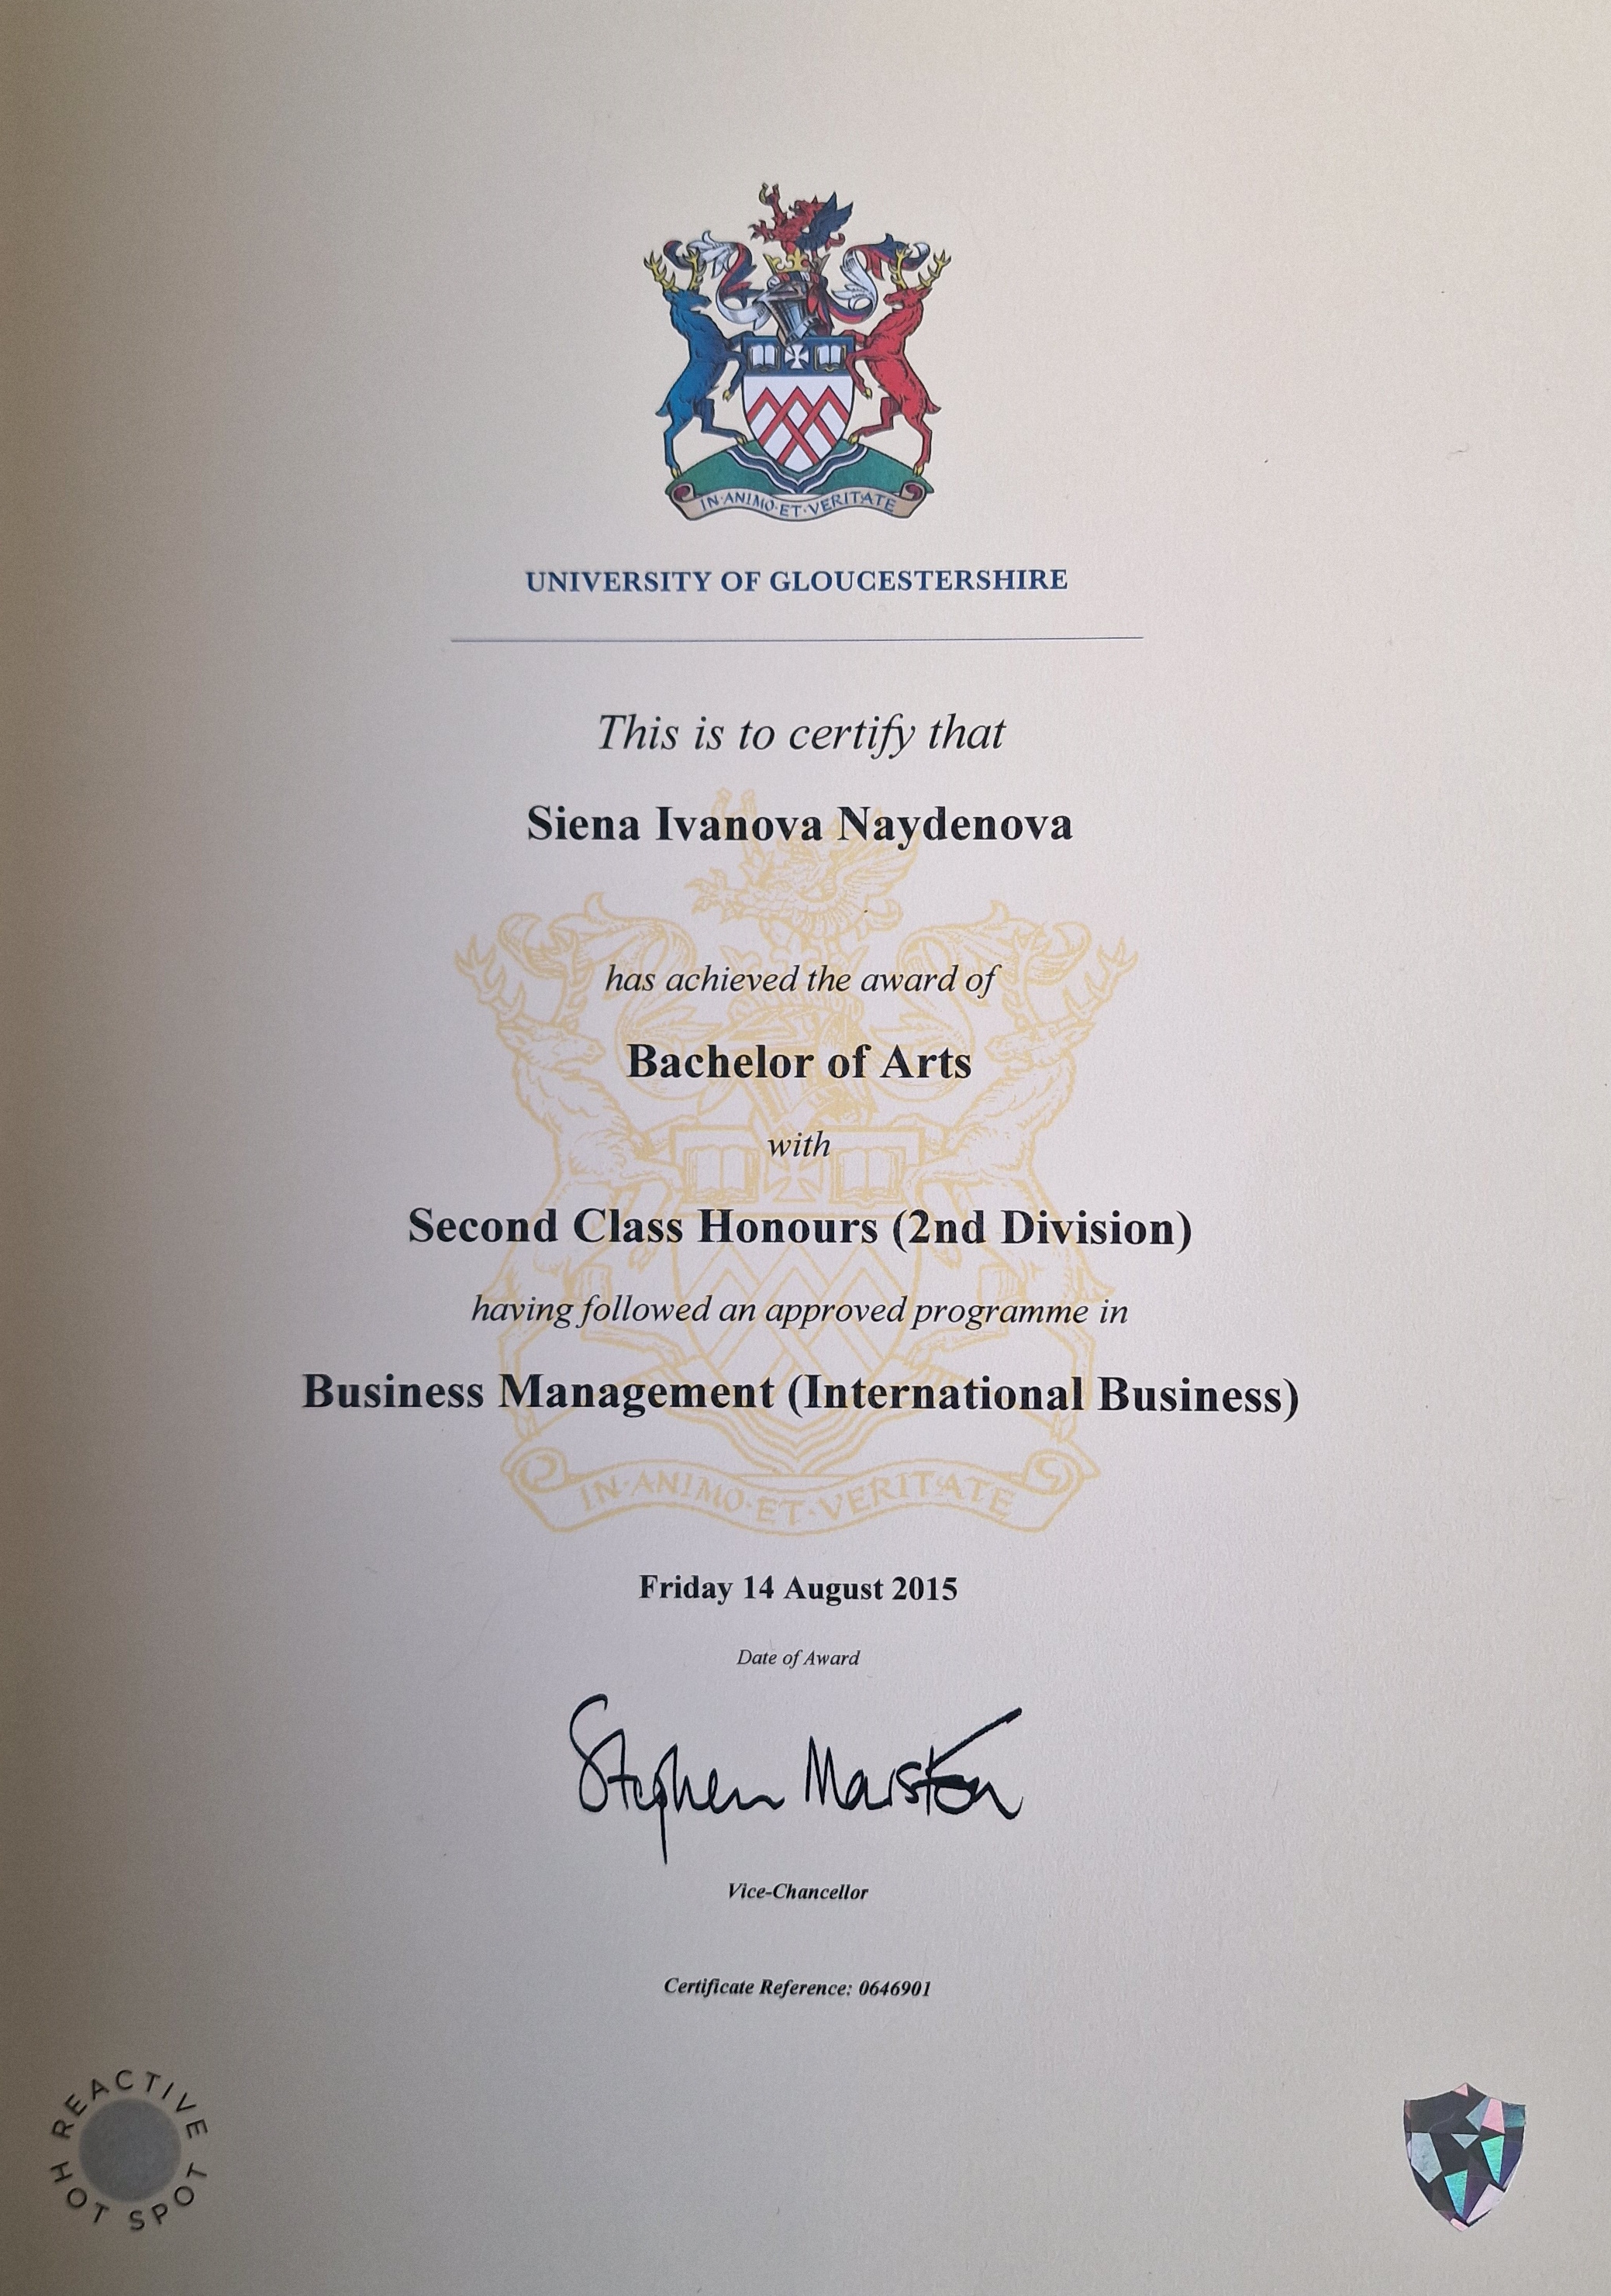 IN·ANIMO·ET·VERITATE
UNIVERSITY OF GLOUCESTERSHIRE
This is to certify that
Siena Ivanova Naydenova
has achieved the award of
Bachelor of Arts
with
Second Class Honours (2nd Division)
having followed an approved programme in
Business Management (International Business)
IN·ANIMO·ET·VERITATE
Friday 14 August 2015
Date of Award
Stephen Marston
Vice-Chancellor
Certificate Reference: 0646901
REACTIVE
HOT SPOT